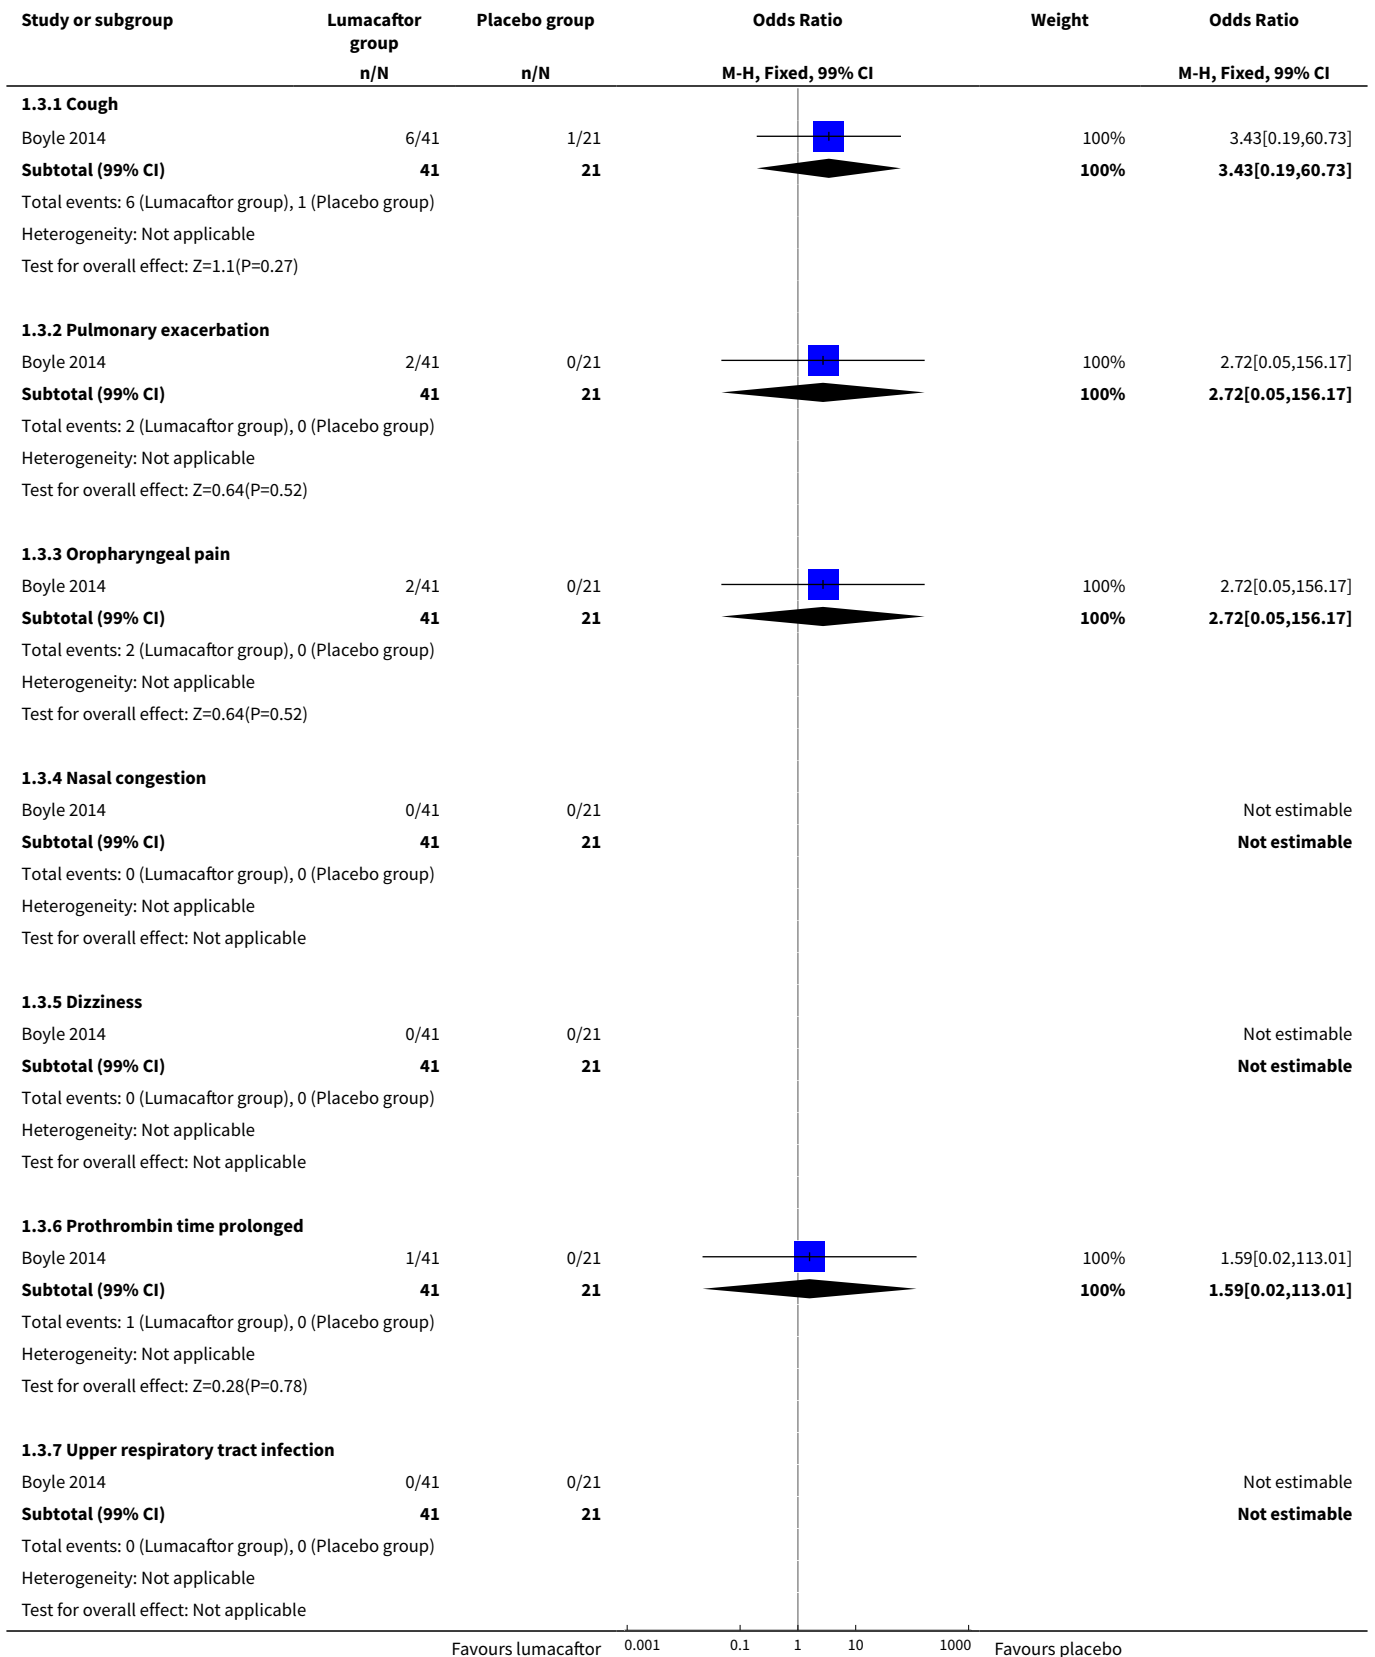 Study or subgroup Lumacaftor group Placebo group Odds Ratio Weight Odds Ratio
n/N n/N M-H, Fixed, 99% CI M-H, Fixed, 99% CI
1.3.1 Cough
Boyle 2014 6/41 1/21 100% 3.43[0.19,60.73]
Subtotal (99% CI) 41 21 100% 3.43[0.19,60.73]
Total events: 6 (Lumacaftor group), 1 (Placebo group)
Heterogeneity: Not applicable
Test for overall effect: Z=1.1(P=0.27)
1.3.2 Pulmonary exacerbation
Boyle 2014 2/41 0/21 100% 2.72[0.05,156.17]
Subtotal (99% CI) 41 21 100% 2.72[0.05,156.17]
Total events: 2 (Lumacaftor group), 0 (Placebo group)
Heterogeneity: Not applicable
Test for overall effect: Z=0.64(P=0.52)
1.3.3 Oropharyngeal pain
Boyle 2014 2/41 0/21 100% 2.72[0.05,156.17]
Subtotal (99% CI) 41 21 100% 2.72[0.05,156.17]
Total events: 2 (Lumacaftor group), 0 (Placebo group)
Heterogeneity: Not applicable
Test for overall effect: Z=0.64(P=0.52)
1.3.4 Nasal congestion
Boyle 2014 0/41 0/21 Not estimable
Subtotal (99% CI) 41 21 Not estimable
Total events: 0 (Lumacaftor group), 0 (Placebo group)
Heterogeneity: Not applicable
Test for overall effect: Not applicable
1.3.5 Dizziness
Boyle 2014 0/41 0/21 Not estimable
Subtotal (99% CI) 41 21 Not estimable
Total events: 0 (Lumacaftor group), 0 (Placebo group)
Heterogeneity: Not applicable
Test for overall effect: Not applicable
1.3.6 Prothrombin time prolonged
Boyle 2014 1/41 0/21 100% 1.59[0.02,113.01]
Subtotal (99% CI) 41 21 100% 1.59[0.02,113.01]
Total events: 1 (Lumacaftor group), 0 (Placebo group)
Heterogeneity: Not applicable
Test for overall effect: Z=0.28(P=0.78)
1.3.7 Upper respiratory tract infection
Boyle 2014 0/41 0/21 Not estimable
Subtotal (99% CI) 41 21 Not estimable
Total events: 0 (Lumacaftor group), 0 (Placebo group)
Heterogeneity: Not applicable
Test for overall effect: Not applicable
Favours lumacaftor 0.001 0.1 1 10 1000 Favours placebo